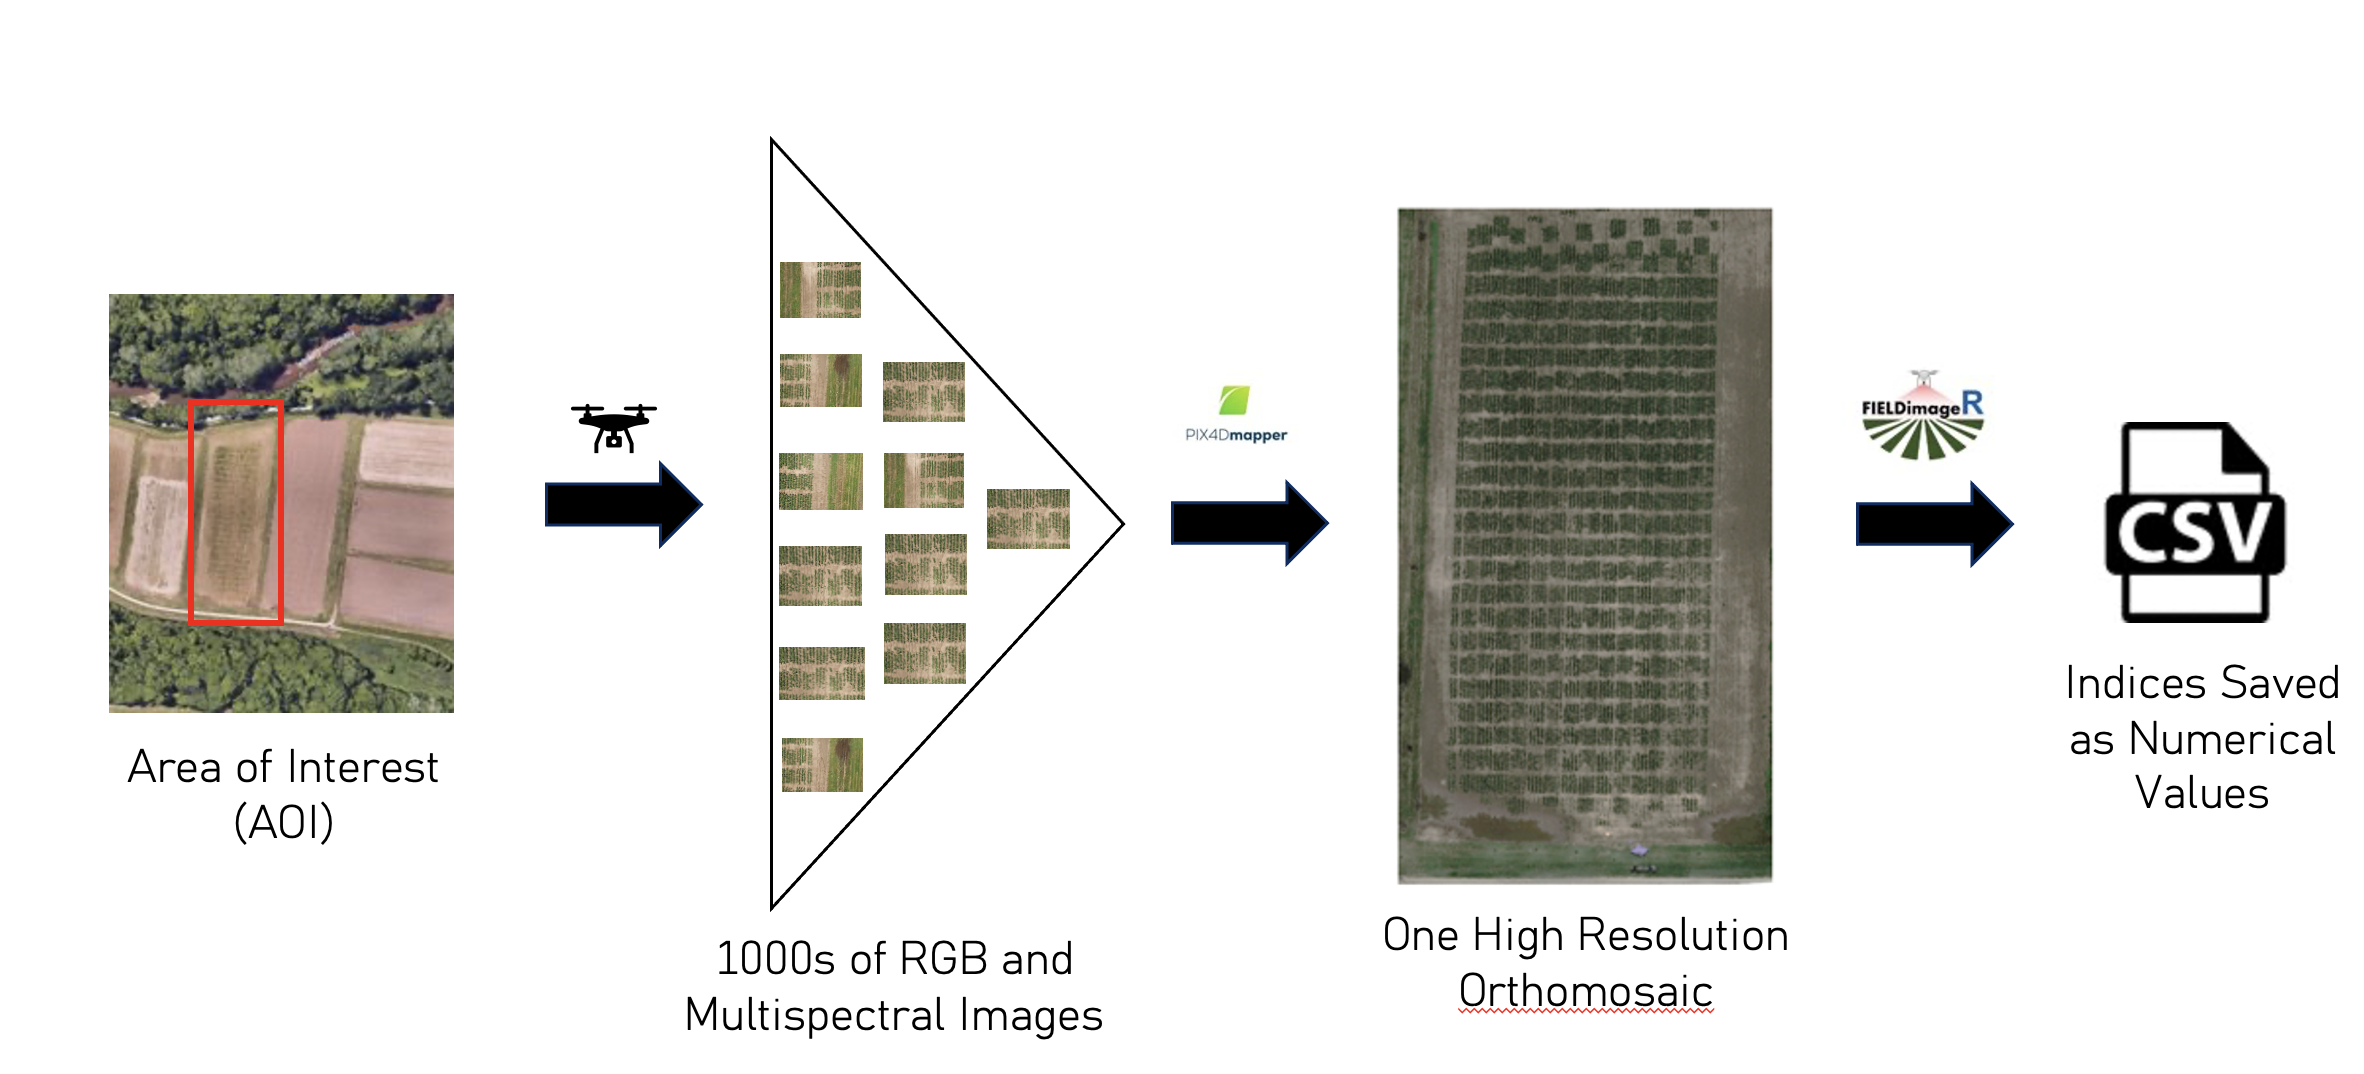 Area of Interest
(AOI)
1000s of RGB and
Multispectral Images
PIX4Dmapper
One High Resolution
Orthomosaic
FIELDimageR
CSV
Indices Saved
as Numerical
Values